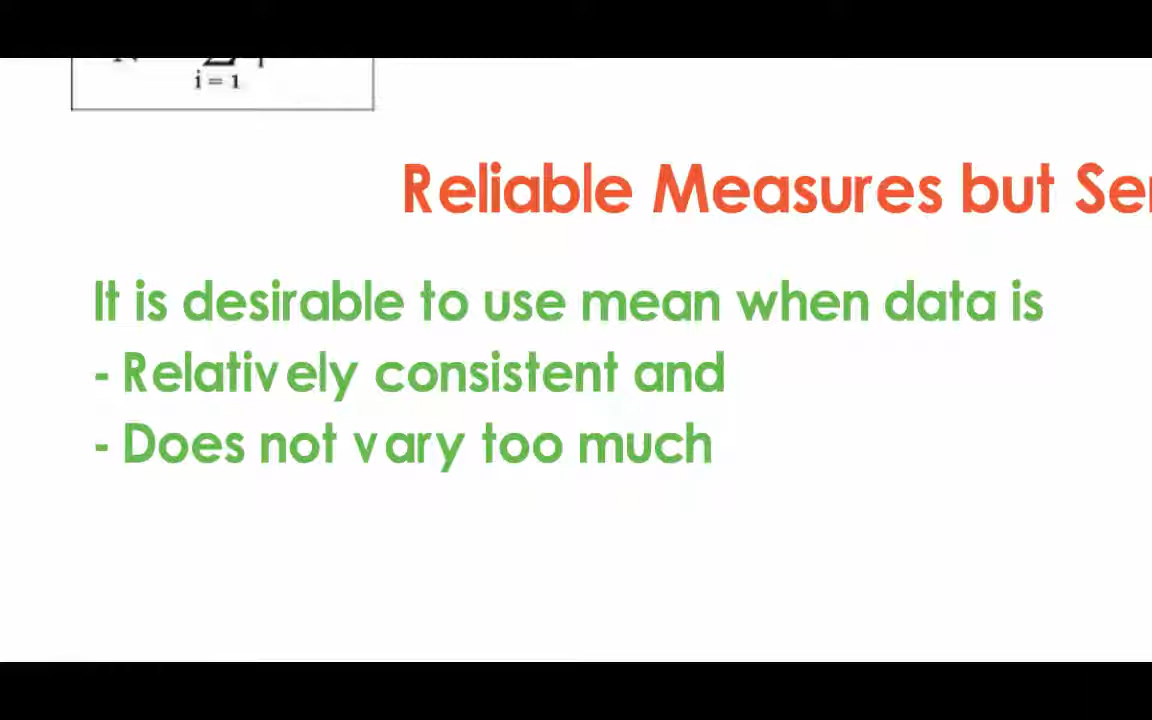 i = 1
Reliable Measures but
It is desirable to use mean when data is
- Relatively consistent and
- Does not vary too much